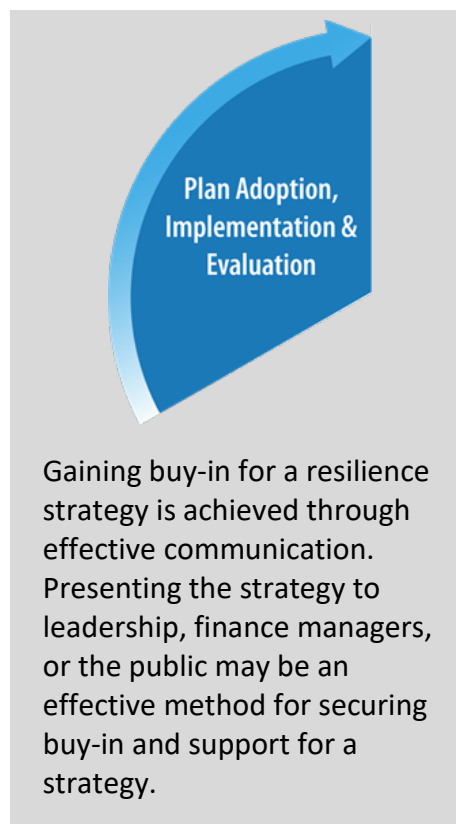 Plan Adoption,
Implementation &
Evaluation
Gaining buy-in for a resilience
strategy is achieved through
effective communication.
Presenting the strategy to
leadership, finance managers,
or the public may be an
effective method for securing
buy-in and support for a
strategy.